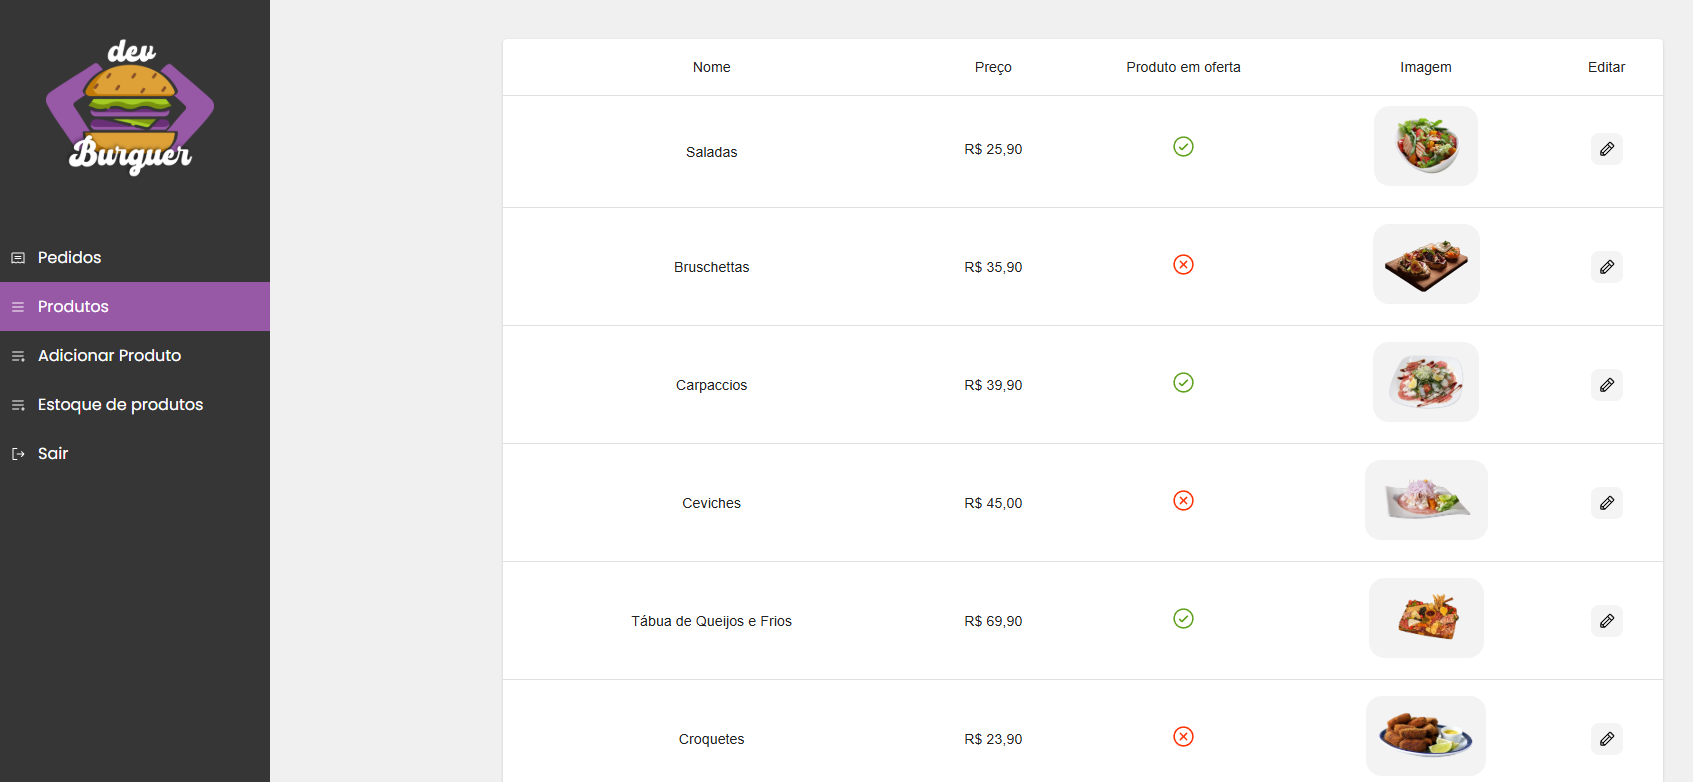 dev
Burguer
Pedidos
Produtos
Adicionar Produto
Estoque de produtos
Sair
Nome Preço Produto em oferta Imagem Editar
Saladas R$ 25,90
Bruschettas R$ 35,90
Carpaccios R$ 39,90
Ceviches R$ 45,00
Tábua de Queijos e Frios R$ 69,90
Croquetes R$ 23,90